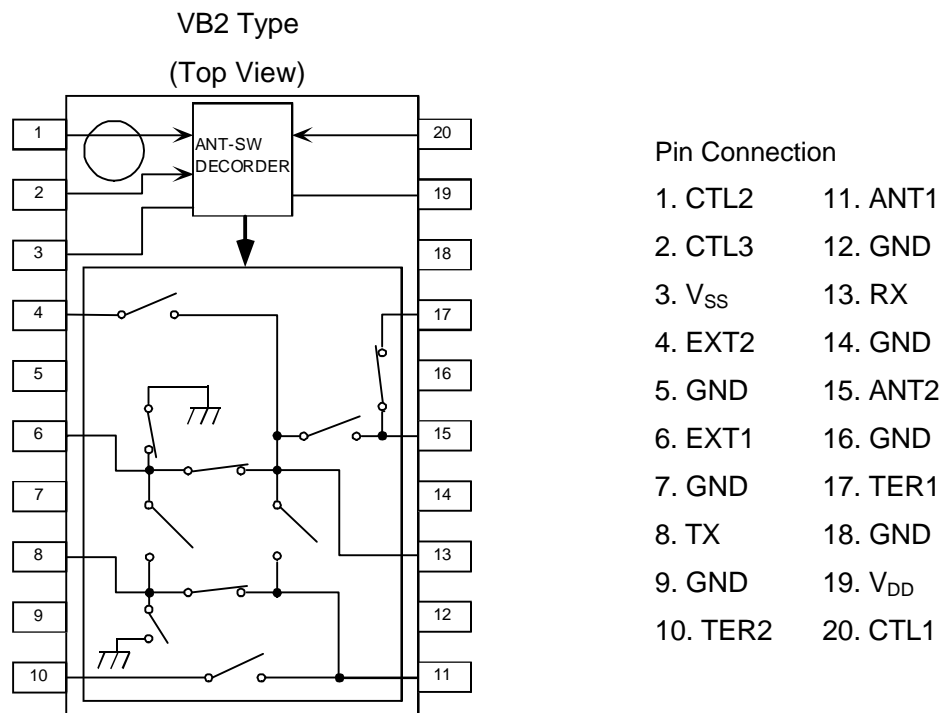 VB2 Type
(Top View)
ANT-SW
DECORDER
1
2
3
4
5
6
7
8
9
10
20
19
18
17
16
15
14
13
12
11
Pin Connection
1. CTL2 11. ANT1
2. CTL3 12. GND
3. VSS 13. RX
4. EXT2 14. GND
5. GND 15. ANT2
6. EXT1 16. GND
7. GND 17. TER1
8. TX 18. GND
9. GND 19. VDD
10. TER2 20. CTL1